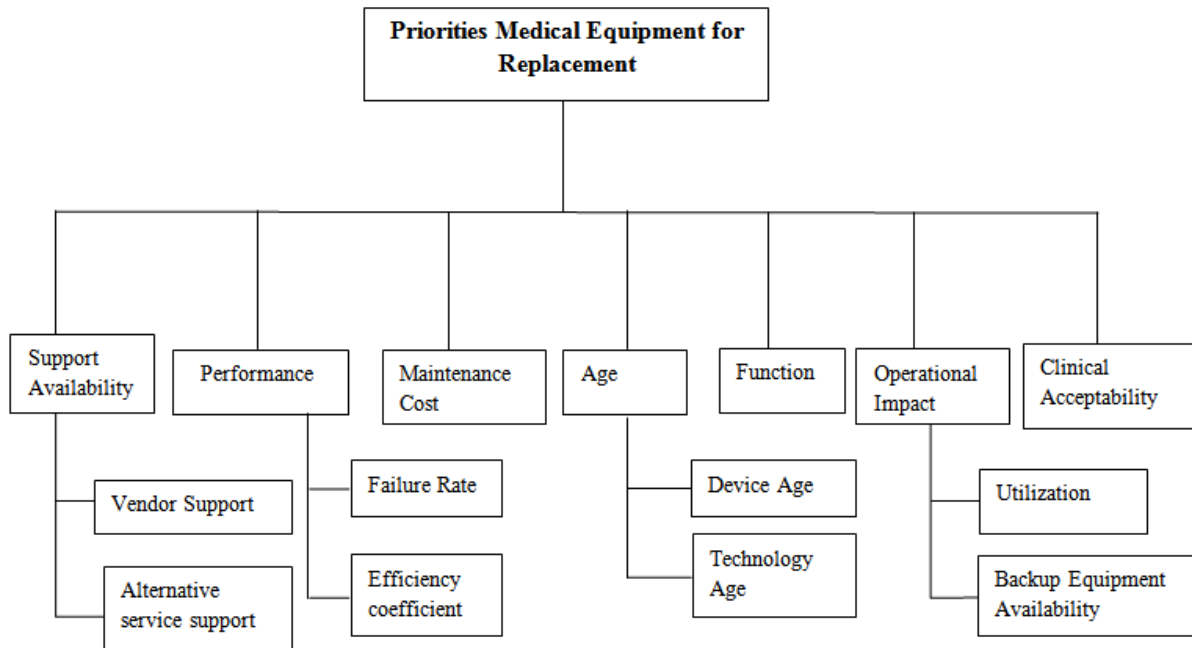 Priorities Medical Equipment for
Replacement
Support
Availability
Performance
Maintenance
Cost
Age
Function
Operational
Impact
Clinical
Acceptability
Vendor Support
Alternative
service support
Failure Rate
Efficiency
coefficient
Device Age
Technology
Age
Utilization
Backup Equipment
Availability